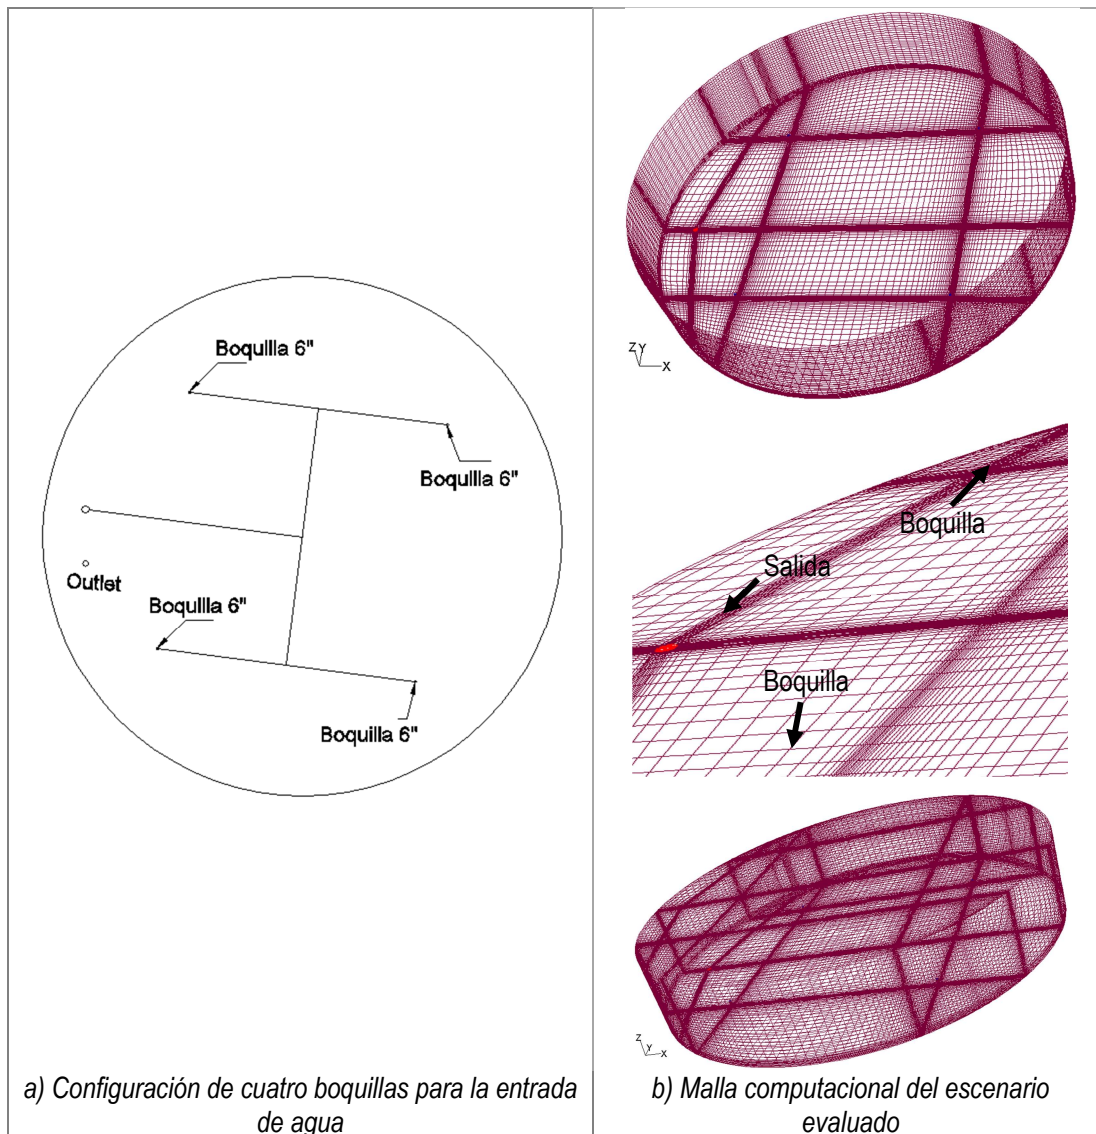 Boquilla 6"
Boquilla 6"
Outlet
Boquilla 6"
Boquilla 6"
a) Configuración de cuatro boquillas para la entrada
de agua
Z Y
X
Boquilla
Salida
Boquilla
Z
Y
X
b) Malla computacional del escenario
evaluado